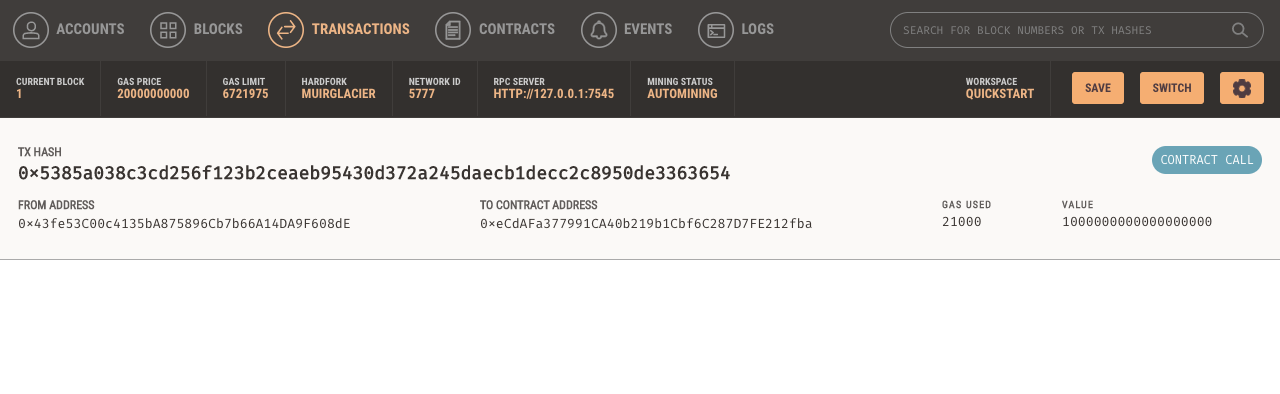 ACCOUNTS BLOCKS TRANSACTIONS CONTRACTS EVENTS LOGS SEARCH FOR BLOCK NUMBERS OR TX HASHES
CURRENT BLOCK GAS PRICE GAS LIMIT HARDFORK NETWORK ID RPC SERVER MINING STATUS WORKSPACE
1 20000000000 6721975 MUIRGLACIER 5777 HTTP://127.0.0.1:7545 AUTOMINING QUICKSTART SAVE SWITCH
TX HASH
0×5385a038c3cd256f123b2ceaeb95430d372a245daecb1decc2c8950de3363654 CONTRACT CALL
FROM ADDRESS TO CONTRACT ADDRESS GAS USED VALUE
0×43fe53C00c4135bA875896Cb7b66A14DA9F608dE 0×eCdAFa377991CA40b219b1Cbf6C287D7FE212fba 21000 1000000000000000000